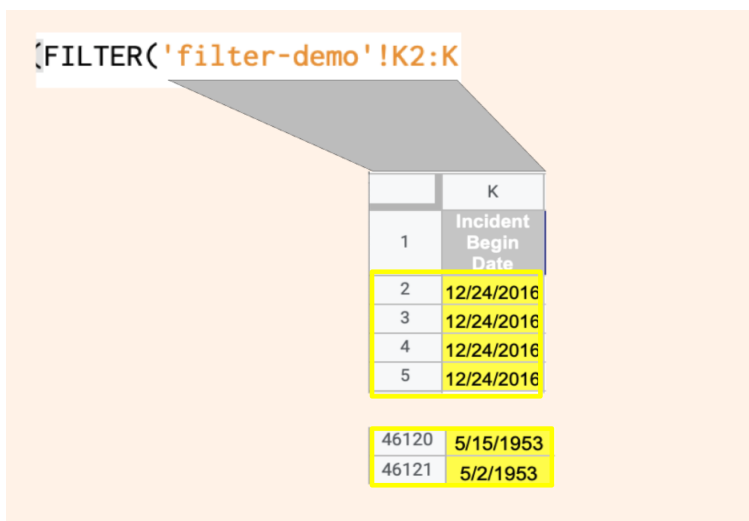 (FILTER('filter-demo'!K2:K
K
1 Incident
Begin
Date
2 12/24/2016
3 12/24/2016
4 12/24/2016
5 12/24/2016
46120 5/15/1953
46121 5/2/1953